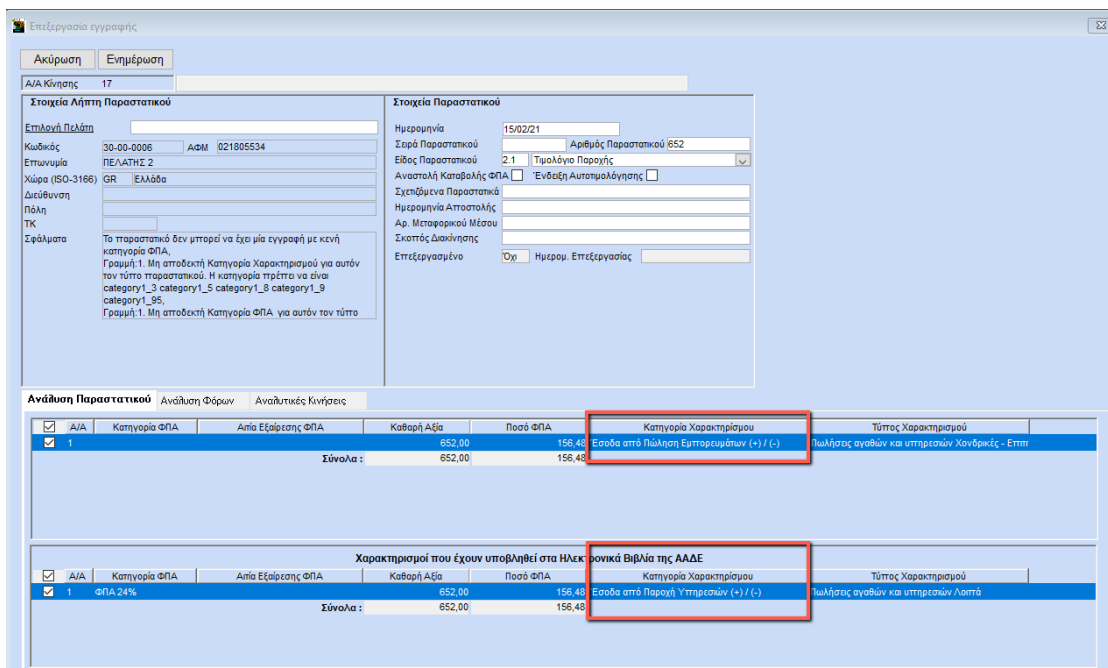 Επεξεργασία εγγραφής
Ακύρωση Ενημέρωση
Α/Α Κίνησης 17
Στοιχεία Λήπτη Παραστατικού
Επιλογή Πελάτη
Κωδικός 30-00-0006 ΑΦΜ 021805534
Επωνυμία ΠΕΛΑΤΗΣ 2
Χώρα (ISO-3166) GR Ελλάδα
Διεύθυνση
Πόλη
ΤΚ
Σφάλματα Το παραστατικό δεν μπορεί να έχει μία εγγραφή με κενή
κατηγορία ΦΠΑ,
Γραμμή:1. Μη αποδεκτή Κατηγορία Χαρακτηρισμού για αυτόν
τον τύπο παραστατικού. Η κατηγορία πρέπει να είναι
category1_3 category1_5 category1_8 category1_9
category1_95,
Γραμμή:1. Μη αποδεκτή Κατηγορία ΦΠΑ για αυτόν τον τύπο
Στοιχεία Παραστατικού
Ημερομηνία 15/02/21
Σειρά Παραστατικού Αριθμός Παραστατικού 652
Είδος Παραστατικού 2.1 Τιμολόγιο Παροχής
Αναστολή Καταβολής ΦΠΑ Ένδειξη Αυτοτιμολόγησης
Σχετιζόμενα Παραστατικά
Ημερομηνία Αποστολής
Αρ. Μεταφορικού Μέσου
Σκοπός Διακίνησης
Επεξεργασμένο Όχι Ημερομ. Επεξεργασίας
Ανάλυση Παραστατικού Ανάλυση Φόρων Αναλυτικές Κινήσεις
Α/Α Κατηγορία ΦΠΑ Αιτία Εξαίρεσης ΦΠΑ Καθαρή Αξία Ποσό ΦΠΑ Κατηγορία Χαρακτηρίσμου Τύπος Χαρακτηρισμού
1 652,00 156,48 Έσοδα από Πώληση Εμπορευμάτων (+) / (-) Πωλήσεις αγαθών και υπηρεσιών Χονδρικές - Επιτ
Σύνολα : 652,00 156,48
Χαρακτηρισμοί που έχουν υποβληθεί στα Ηλεκτρονικά Βιβλία της ΑΑΔΕ
Α/Α Κατηγορία ΦΠΑ Αιτία Εξαίρεσης ΦΠΑ Καθαρή Αξία Ποσό ΦΠΑ Κατηγορία Χαρακτηρίσμου Τύπος Χαρακτηρισμού
1 ΦΠΑ 24% 652,00 156,48 Έσοδα από Παροχή Υπηρεσιών (+) / (-) Πωλήσεις αγαθών και υπηρεσιών Λοιπά
Σύνολα : 652,00 156,48